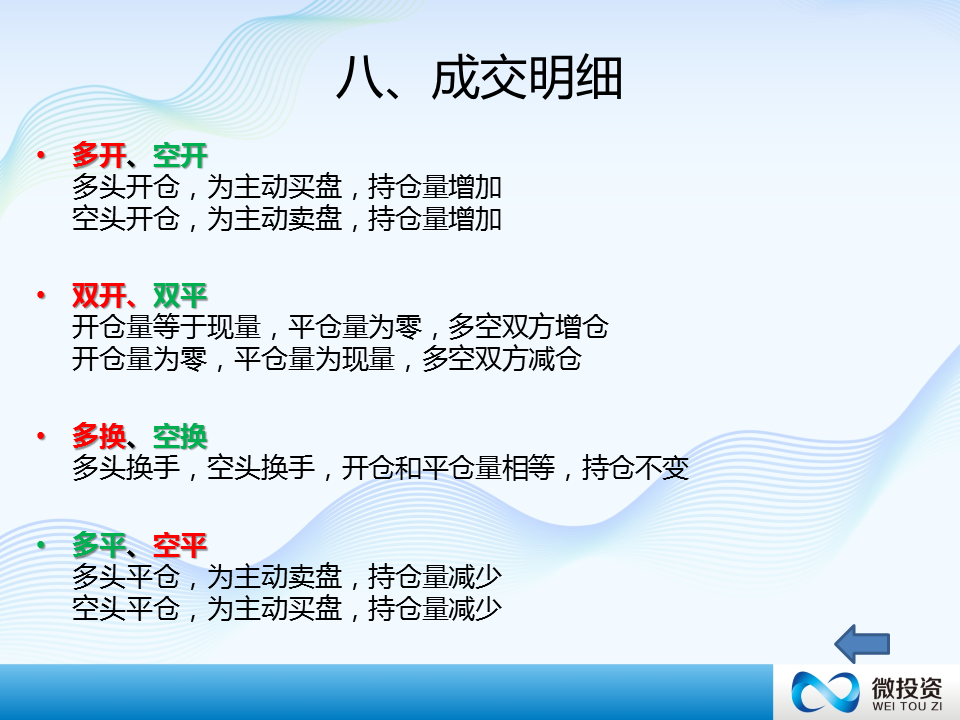 八、成交明细
• 多开、空开
多头开仓，为主动买盘，持仓量增加
空头开仓，为主动卖盘，持仓量增加
• 双开、双平
开仓量等于现量，平仓量为零，多空双方增仓
开仓量为零，平仓量为现量，多空双方减仓
• 多换、空换
多头换手，空头换手，开仓和平仓量相等，持仓不变
• 多平、空平
多头平仓，为主动卖盘，持仓量减少
空头平仓，为主动买盘，持仓量减少
微投资
WEI TOU ZI